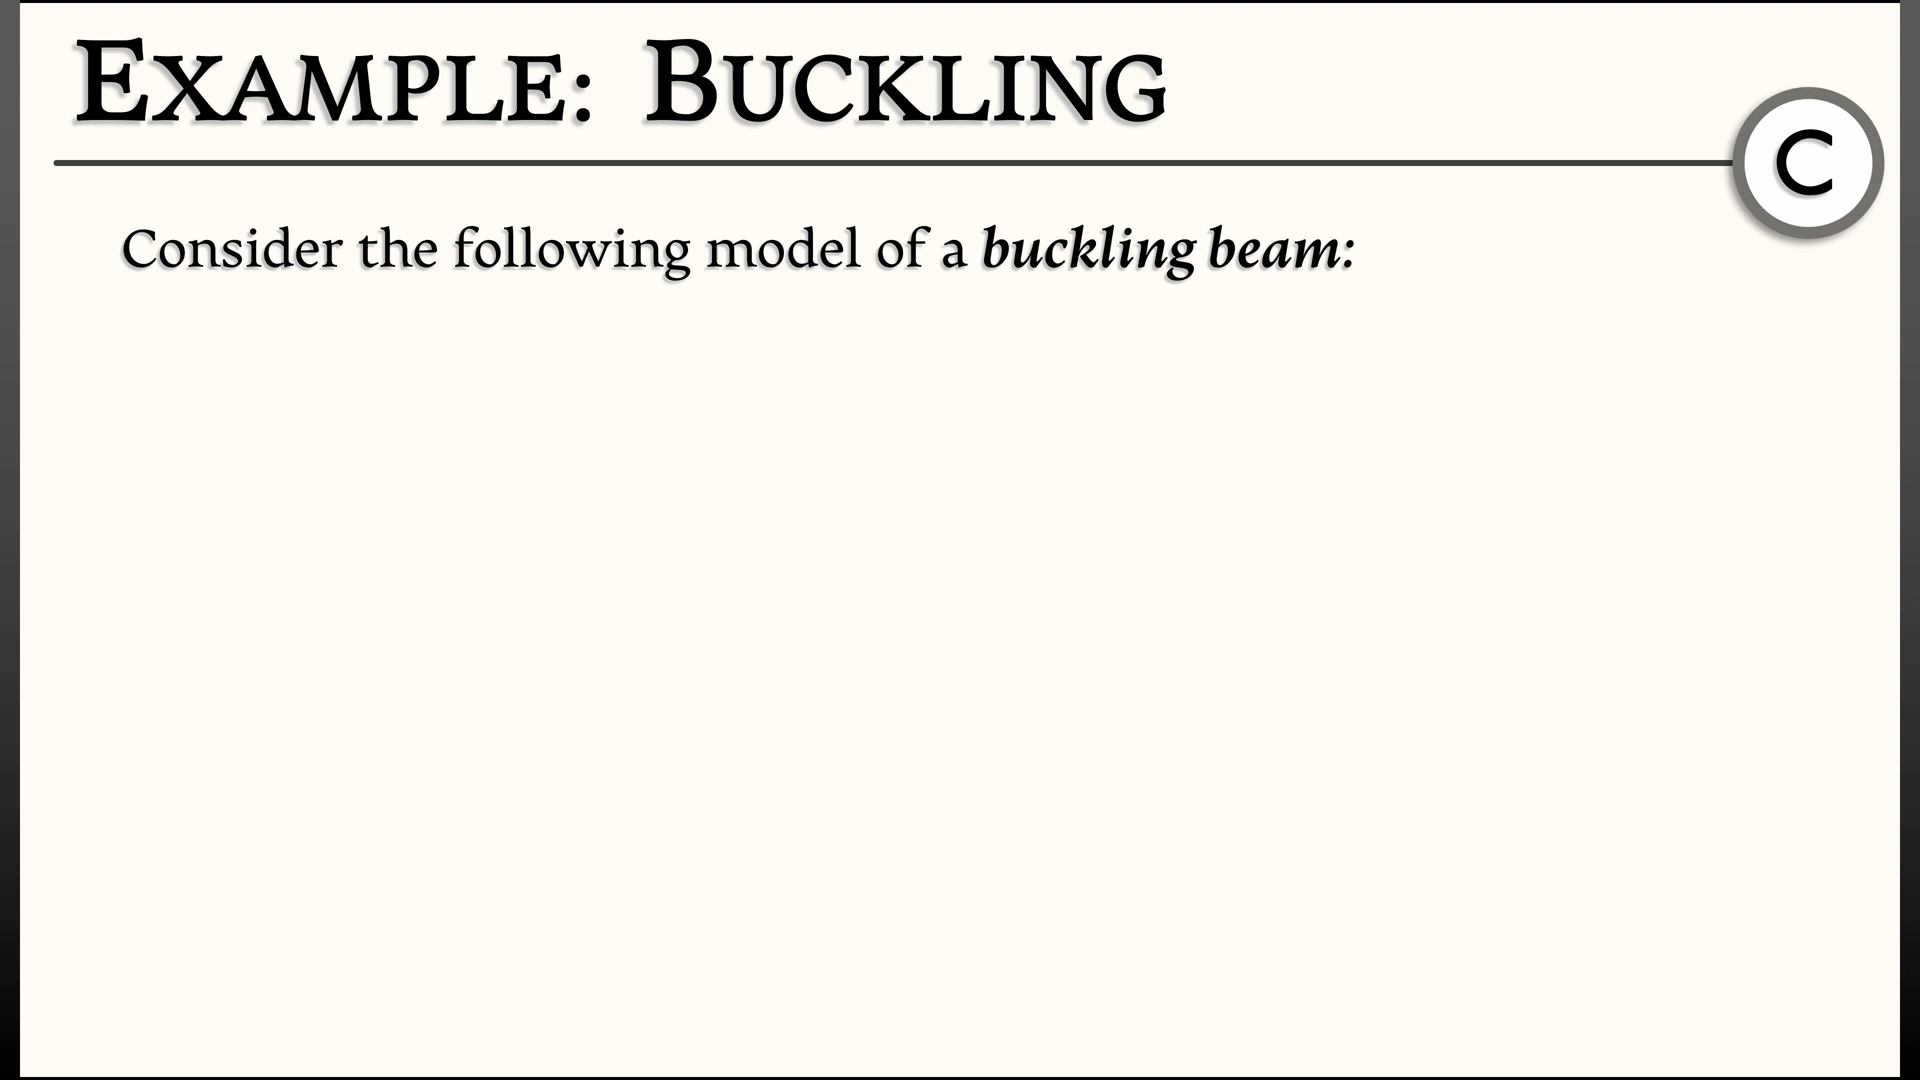 EXAMPLE: BUCKLING
C
Consider the following model of a buckling beam: